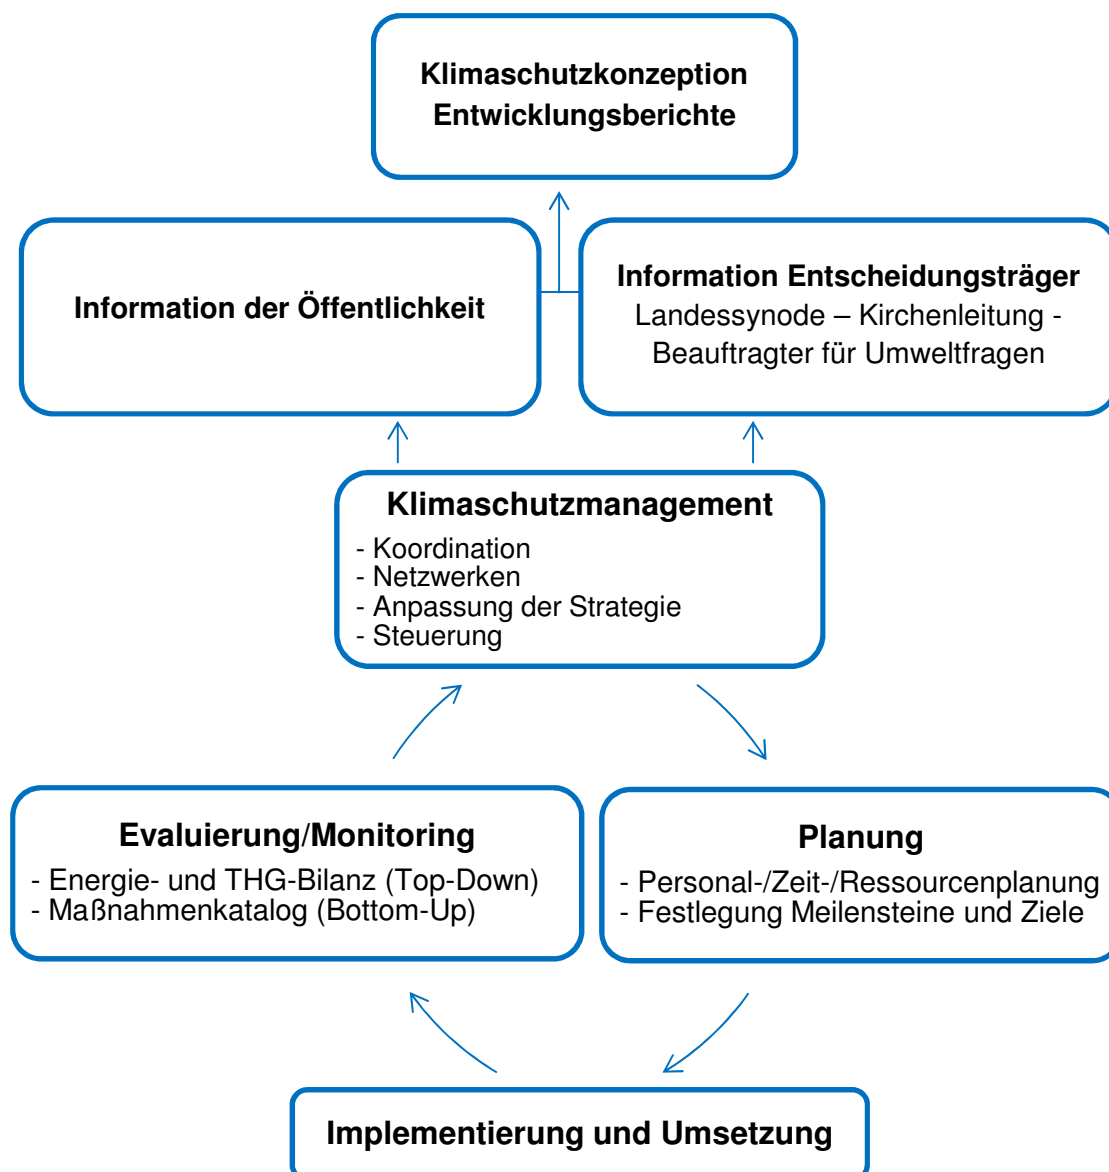 Klimaschutzkonzeption
Entwicklungsberichte
Information der Öffentlichkeit
Information Entscheidungsträger
Landessynode – Kirchenleitung -
Beauftragter für Umweltfragen
Klimaschutzmanagement
- Koordination
- Netzwerken
- Anpassung der Strategie
- Steuerung
Evaluierung/Monitoring
- Energie- und THG-Bilanz (Top-Down)
- Maßnahmenkatalog (Bottom-Up)
Planung
- Personal-/Zeit-/Ressourcenplanung
- Festlegung Meilensteine und Ziele
Implementierung und Umsetzung